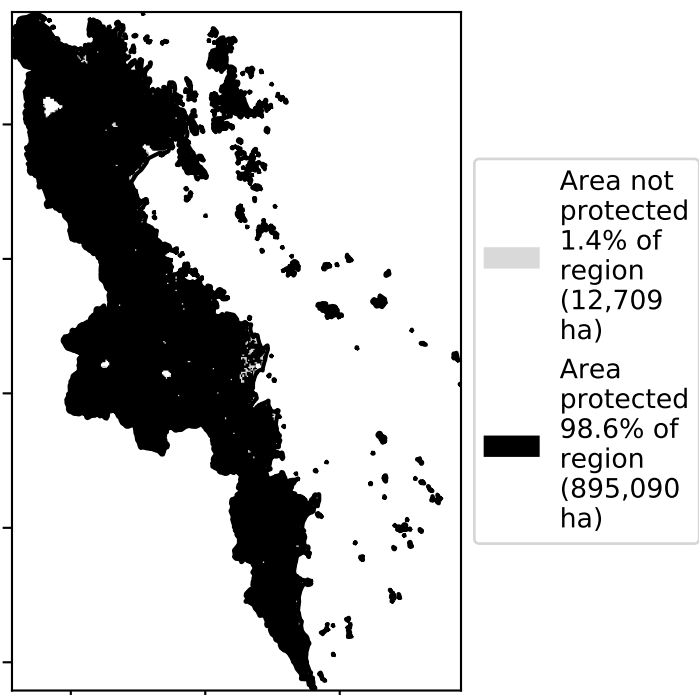 Area not
protected
1.4% of
region
(12,709
ha)
Area
protected
98.6% of
region
(895,090
ha)